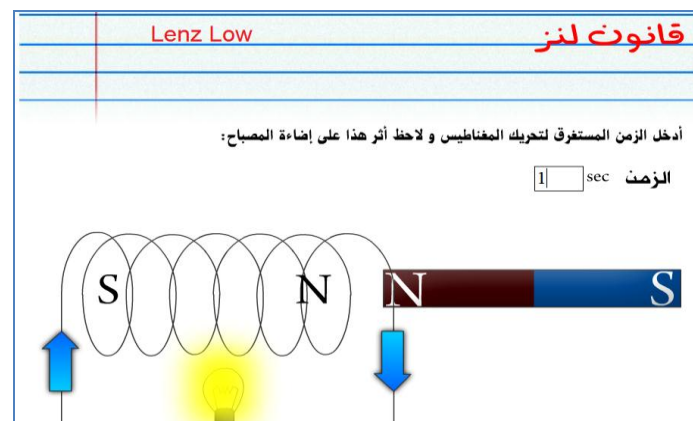 Lenz Low
قانون لنز
أدخل الزمن المستغرق لتحريك المغناطيس و لاحظ أثر هذا على إضاءة المصباح:
الزمن sec 1
S N N S